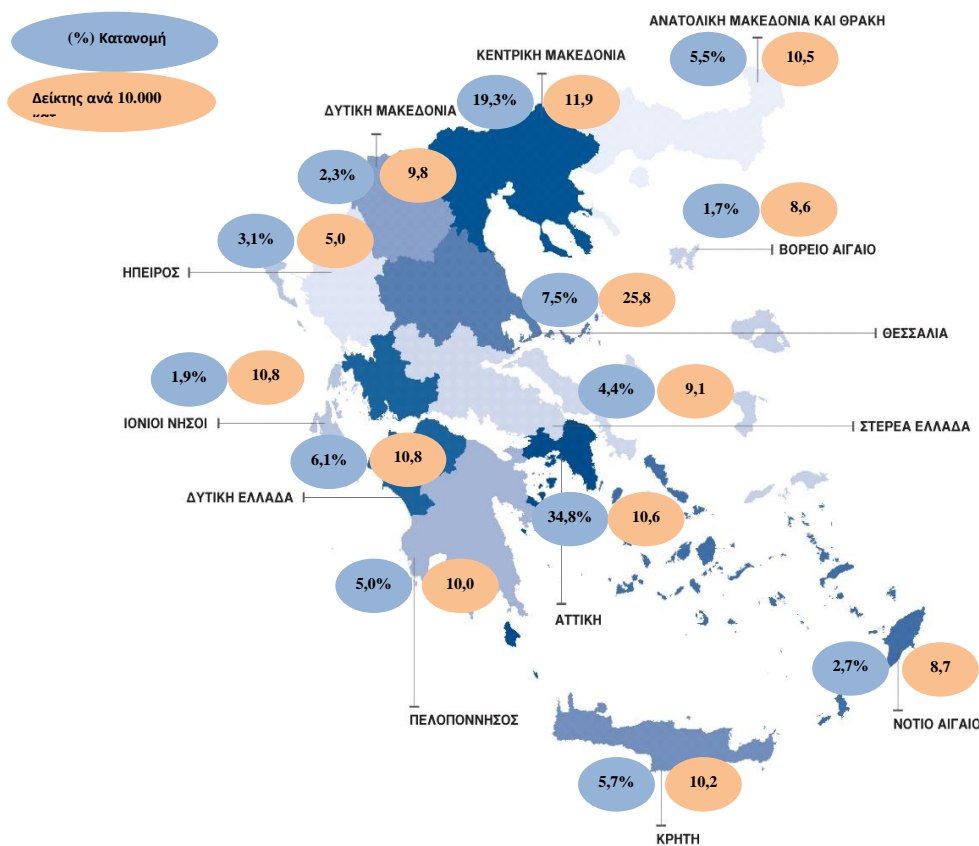 ΑΝΑΤΟΛΙΚΗ ΜΑΚΕΔΟΝΙΑ ΚΑΙ ΘΡΑΚΗ
(%) Κατανομή
5,5% 10,5
ΚΕΝΤΡΙΚΗ ΜΑΚΕΔΟΝΙΑ
Δείκτης ανά 10.000
19,3% 11,9
ΔΥΤΙΚΗ ΜΑΚΕΔΟΝΙΑ
2,3% 9,8
1,7% 8,6
3,1% 5,0
ΒΟΡΕΙΟ ΑΙΓΑΙΟ
ΗΠΕΙΡΟΣ
7,5% 25,8
ΘΕΣΣΑΛΙΑ
1,9% 10,8
4,4% 9,1
ΙΟΝΙΟΙ ΝΗΣΟΙ
ΣΤΕΡΕΑ ΕΛΛΑΔΑ
6,1% 10,8
ΔΥΤΙΚΗ ΕΛΛΑΔΑ
34,8% 10,6
5,0% 10,0
ΑΤΤΙΚΗ
2,7% 8,7
ΠΕΛΟΠΟΝΝΗΣΟΣ
ΝΟΤΙΟ ΑΙΓΑΙΟ
5,7% 10,2
ΚΡΗΤΗ